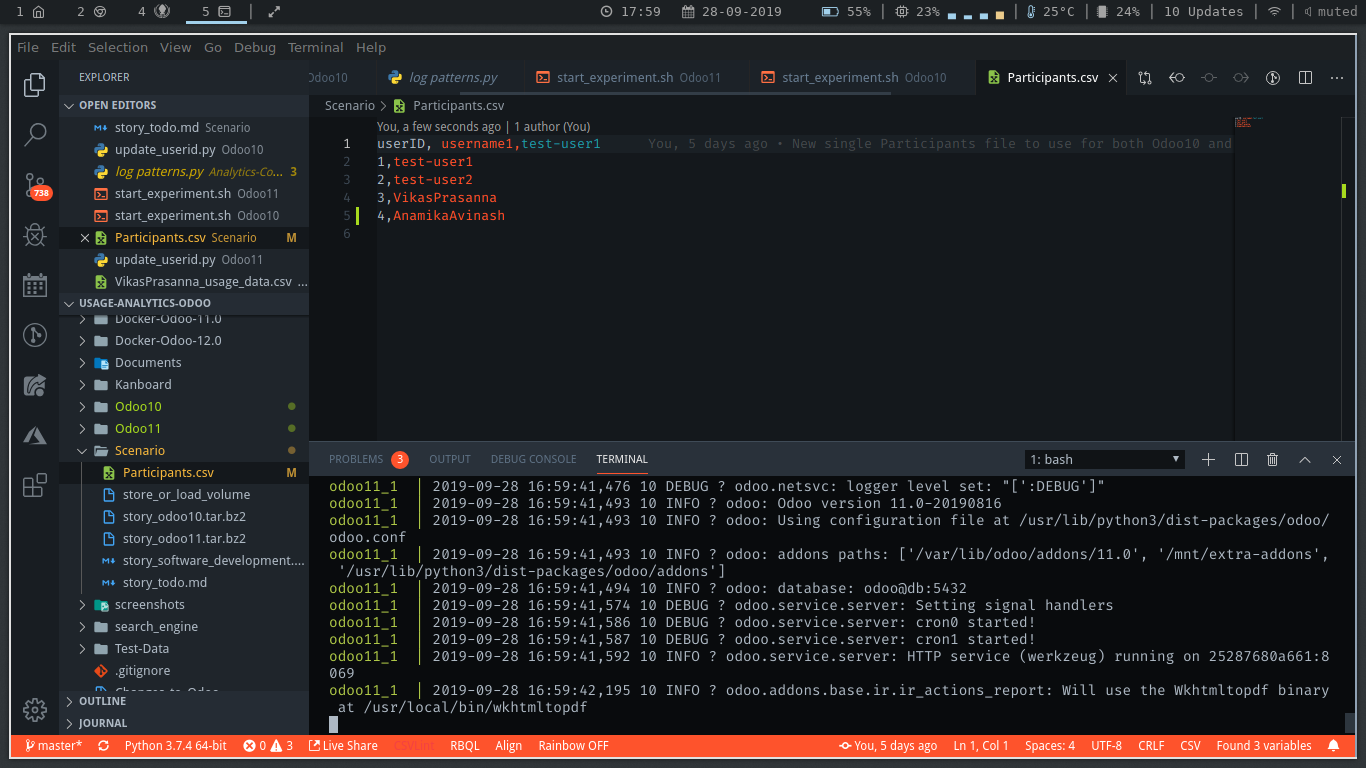 1 2 4 5 17:59 28-09-2019 55% | 23% | 25°C | 24% | 10 Updates | | muted
File Edit Selection View Go Debug Terminal Help
EXPLORER
OPEN EDITORS
story_todo.md Scenario
update_userid.py Odoo10
log patterns.py Analytics-Co... 3
start_experiment.sh Odoo11
start_experiment.sh Odoo10
Participants.csv Scenario M
update_userid.py Odoo11
VikasPrasanna_usage_data.csv ...
USAGE-ANALYTICS-ODOO
Docker-Odoo-11.0
Docker-Odoo-12.0
Documents
Kanboard
Odoo10
Odoo11
Scenario
Participants.csv M
store_or_load_volume
story_odoo10.tar.bz2
story_odoo11.tar.bz2
story_software_development....
story_todo.md
screenshots
search_engine
Test-Data
.gitignore
Changes-to-Odoo
OUTLINE
JOURNAL
738
Odoo10 log patterns.py start_experiment.sh Odoo11 start_experiment.sh Odoo10 Participants.csv
Scenario > Participants.csv
You, a few seconds ago | 1 author (You)
1 userID, username1,test-user1 You, 5 days ago • New single Participants file to use for both Odoo10 and
2 1,test-user1
3 2,test-user2
4 3,VikasPrasanna
5 4,AnamikaAvinash
6
PROBLEMS 3 OUTPUT DEBUG CONSOLE TERMINAL 1: bash
odoo11_1 | 2019-09-28 16:59:41,476 10 DEBUG ? odoo.netsvc: logger level set: "[':DEBUG']"
odoo11_1 | 2019-09-28 16:59:41,493 10 INFO ? odoo: Odoo version 11.0-20190816
odoo11_1 | 2019-09-28 16:59:41,493 10 INFO ? odoo: Using configuration file at /usr/lib/python3/dist-packages/odoo/
odoo.conf
odoo11_1 | 2019-09-28 16:59:41,493 10 INFO ? odoo: addons paths: ['/var/lib/odoo/addons/11.0', '/mnt/extra-addons',
'/usr/lib/python3/dist-packages/odoo/addons']
odoo11_1 | 2019-09-28 16:59:41,494 10 INFO ? odoo: database: odoo@db:5432
odoo11_1 | 2019-09-28 16:59:41,574 10 DEBUG ? odoo.service.server: Setting signal handlers
odoo11_1 | 2019-09-28 16:59:41,586 10 DEBUG ? odoo.service.server: cron0 started!
odoo11_1 | 2019-09-28 16:59:41,587 10 DEBUG ? odoo.service.server: cron1 started!
odoo11_1 | 2019-09-28 16:59:41,592 10 INFO ? odoo.service.server: HTTP service (werkzeug) running on 25287680a661:8
069
odoo11_1 | 2019-09-28 16:59:42,195 10 INFO ? odoo.addons.base.ir.ir_actions_report: Will use the Wkhtmltopdf binary
at /usr/local/bin/wkhtmltopdf
master* Python 3.7.4 64-bit 0 3 Live Share CSVLint RBQL Align Rainbow OFF You, 5 days ago Ln 1, Col 1 Spaces: 4 UTF-8 CRLF CSV Found 3 variables